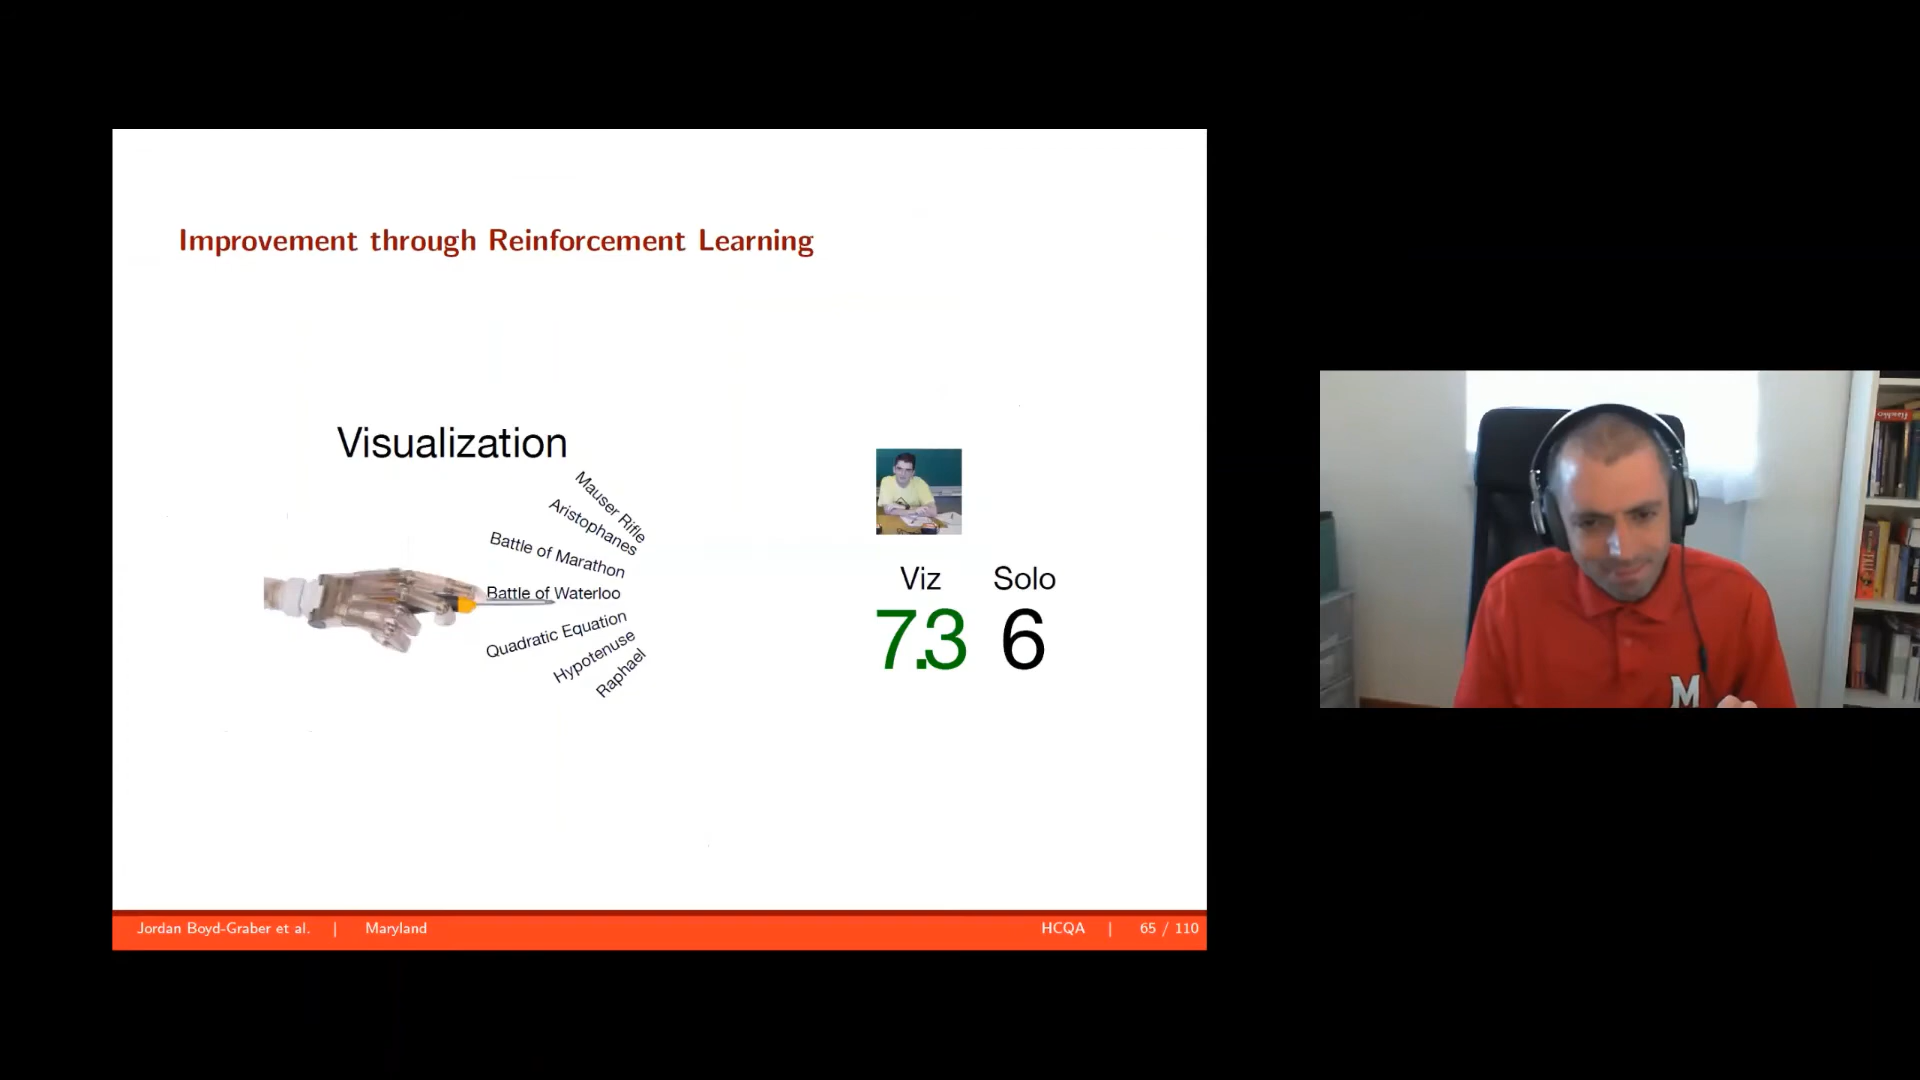 Improvement through Reinforcement Learning
Visualization
Mauser Rifle
Aristophanes
Battle of Marathon
Battle of Waterloo
Quadratic Equation
Hypotenuse
Raphael
Viz Solo
7.3 6
M
Jordan Boyd-Graber et al. | Maryland HCQA | 65 / 110